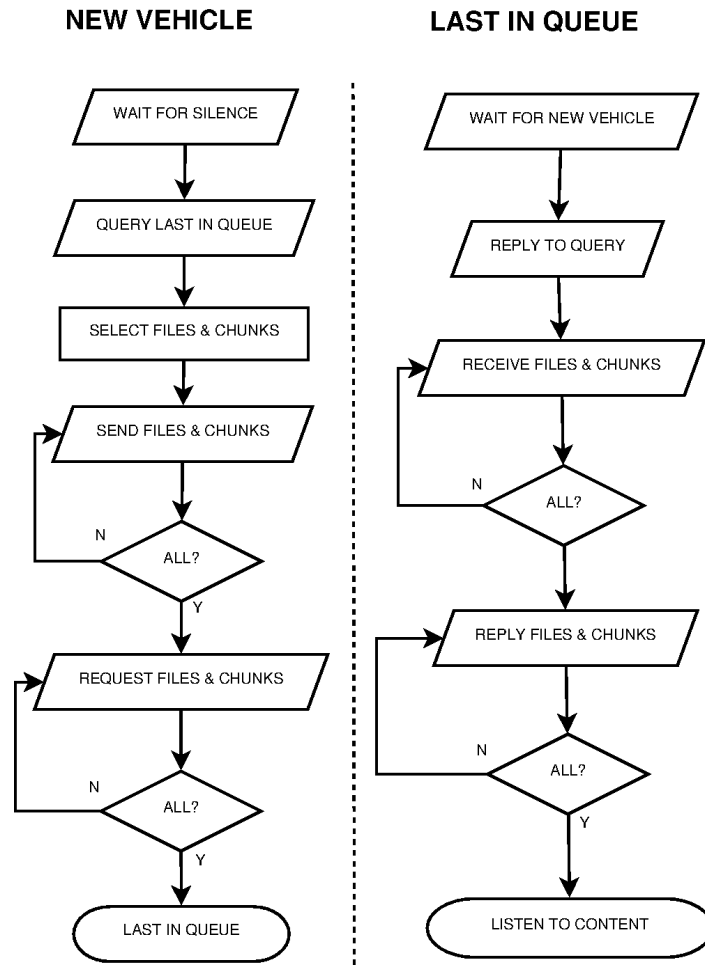 NEW VEHICLE
WAIT FOR SILENCE
QUERY LAST IN QUEUE
SELECT FILES & CHUNKS
SEND FILES & CHUNKS
N
ALL?
Y
REQUEST FILES & CHUNKS
N
ALL?
Y
LAST IN QUEUE
LAST IN QUEUE
WAIT FOR NEW VEHICLE
REPLY TO QUERY
RECEIVE FILES & CHUNKS
N
ALL?
REPLY FILES & CHUNKS
N
ALL?
Y
LISTEN TO CONTENT